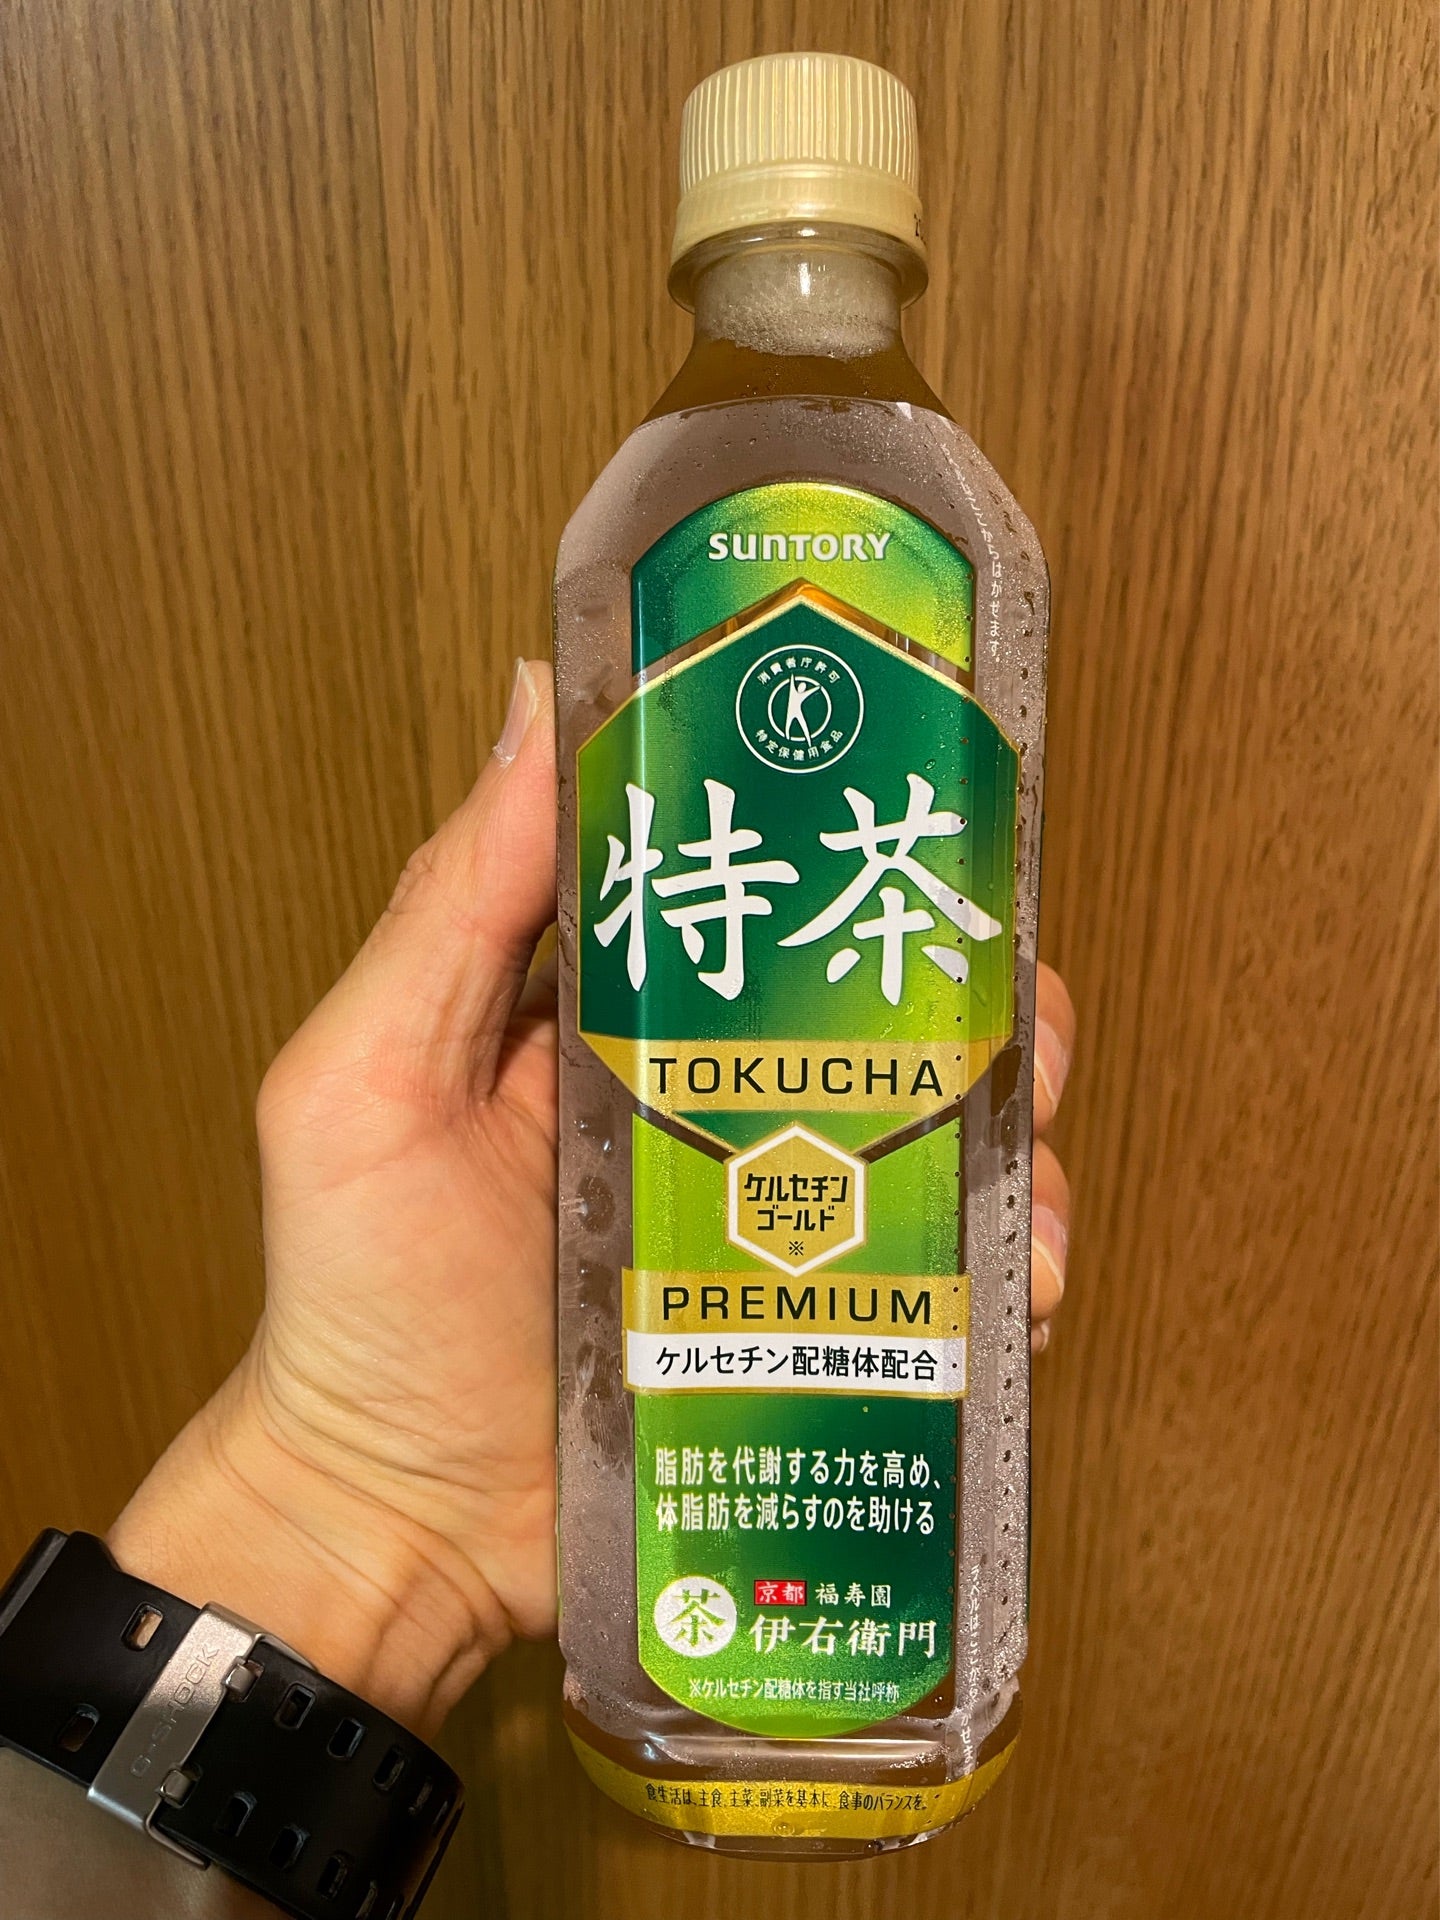 SUNTORY
消費者庁許可
特定保健用食品
特茶
TOKUCHA
ケルセチン
ゴールド
※
PREMIUM
ケルセチン配糖体配合
脂肪を代謝する力を高め、
体脂肪を減らすのを助ける
茶
京都 福寿園
伊右衛門
※ケルセチン配糖体を指す当社呼称
食生活は、主食、主菜、副菜を基本に、食事のバランスを。
はがせます。
G-SHOCK